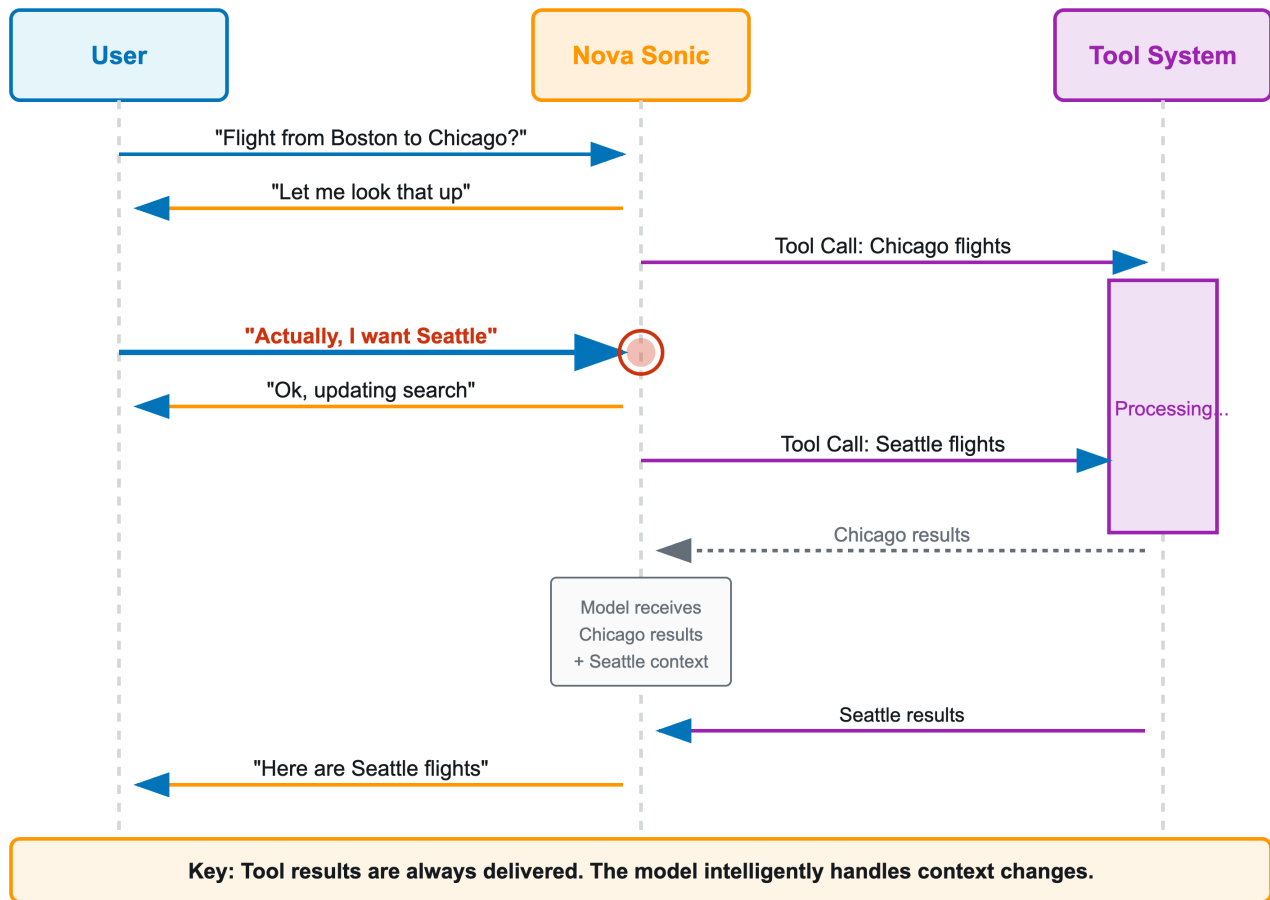 User
Nova Sonic
Tool System
"Flight from Boston to Chicago?"
"Let me look that up"
Tool Call: Chicago flights
"Actually, I want Seattle"
"Ok, updating search"
Processing...
Tool Call: Seattle flights
Chicago results
Model receives
Chicago results
+ Seattle context
Seattle results
"Here are Seattle flights"
Key: Tool results are always delivered. The model intelligently handles context changes.